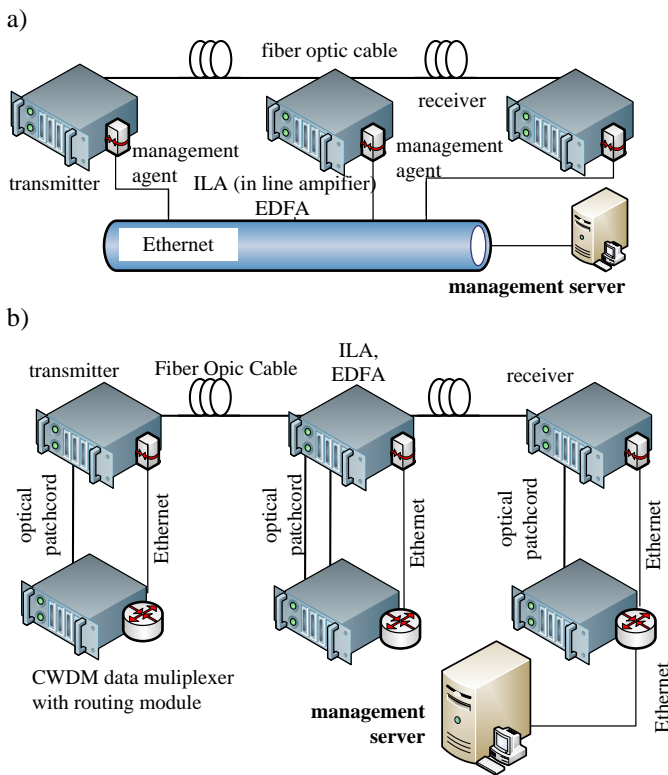 a)
fiber optic cable
receiver
management
agent
management
agent
transmitter
ILA (in line ampifier)
EDFA
Ethernet
management server
b)
transmitter
Fiber Opic Cable
ILA,
EDFA
receiver
optical
patchcord
Ethernet
optical
patchcord
Ethernet
optical
patchcord
Ethernet
CWDM data muliplexer
with routing module
management
server
Ethernet